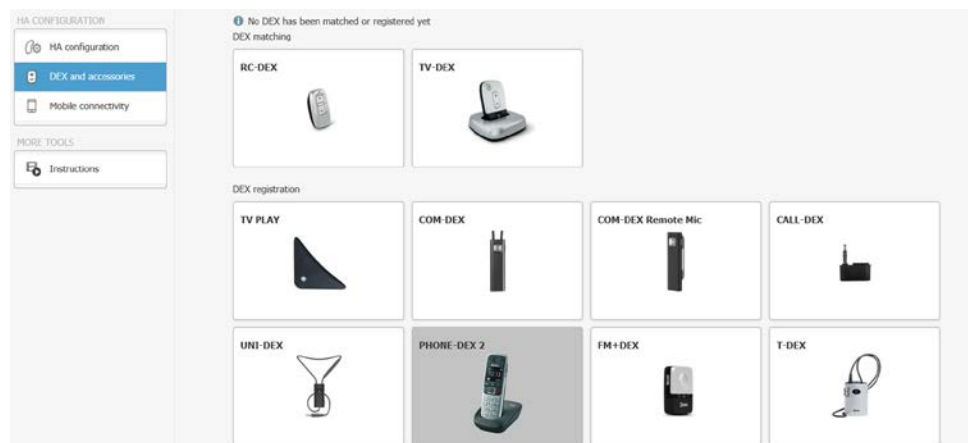 HA CONFIGURATION
HA configuration
DEX and accessories
Mobile connectivity
MORE TOOLS
Instructions
No DEX has been matched or registered yet
DEX matching
RC-DEX
TV-DEX
DEX registration
TV PLAY
COM-DEX
COM-DEX Remote Mic
CALL-DEX
UNI-DEX
PHONE-DEX 2
FM+DEX
T-DEX